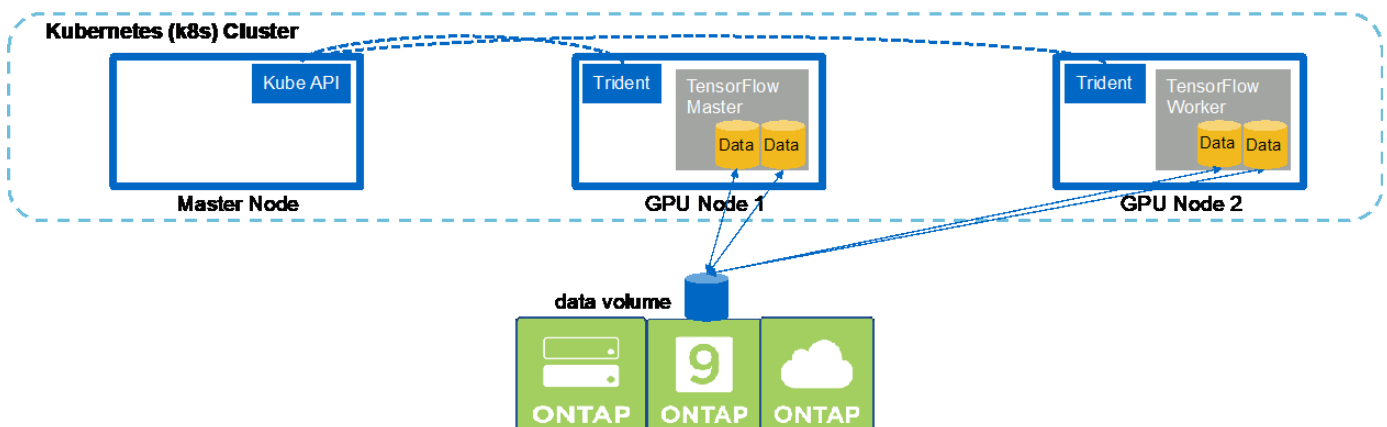 Kubernetes (k8s) Cluster
Kube API
Master Node
Trident
TensorFlow
Master
Data
Data
GPU Node 1
Trident
TensorFlow
Worker
Data
Data
GPU Node 2
data volume
ONTAP
9
ONTAP
ONTAP